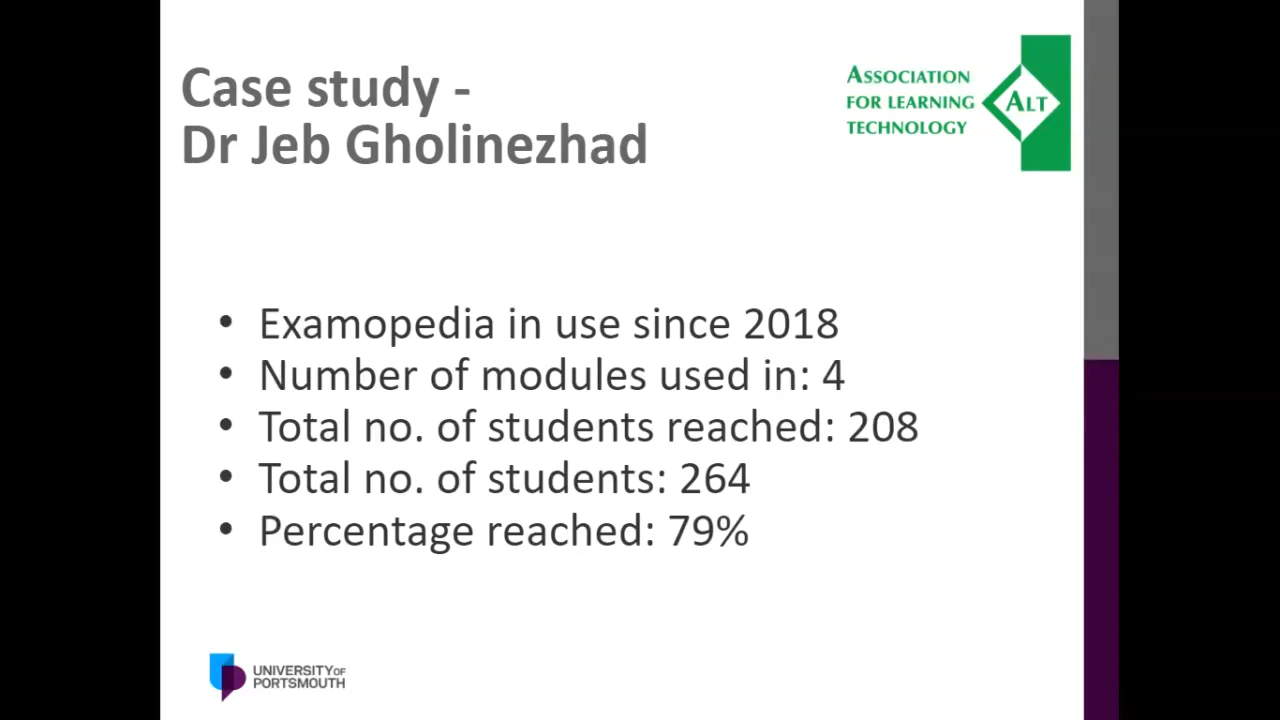 Case study -
Dr Jeb Gholinezhad
ASSOCIATION
FOR LEARNING
TECHNOLOGY
ALT
• Examopedia in use since 2018
• Number of modules used in: 4
• Total no. of students reached: 208
• Total no. of students: 264
• Percentage reached: 79%
UNIVERSITY OF
PORTSMOUTH